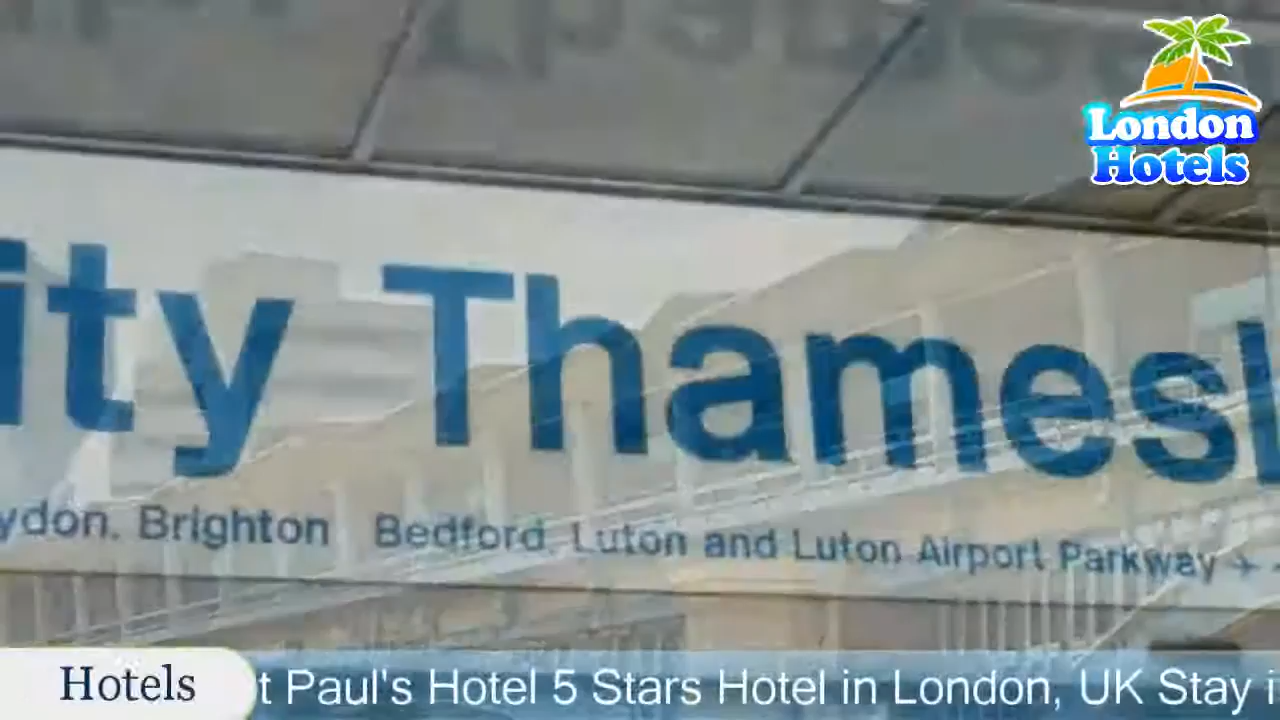 London
Hotels
ity Thamesl
ydon. Brighton Bedford, Luton and Luton Airport Parkway
Hotels
t Paul's Hotel 5 Stars Hotel in London, UK Stay i